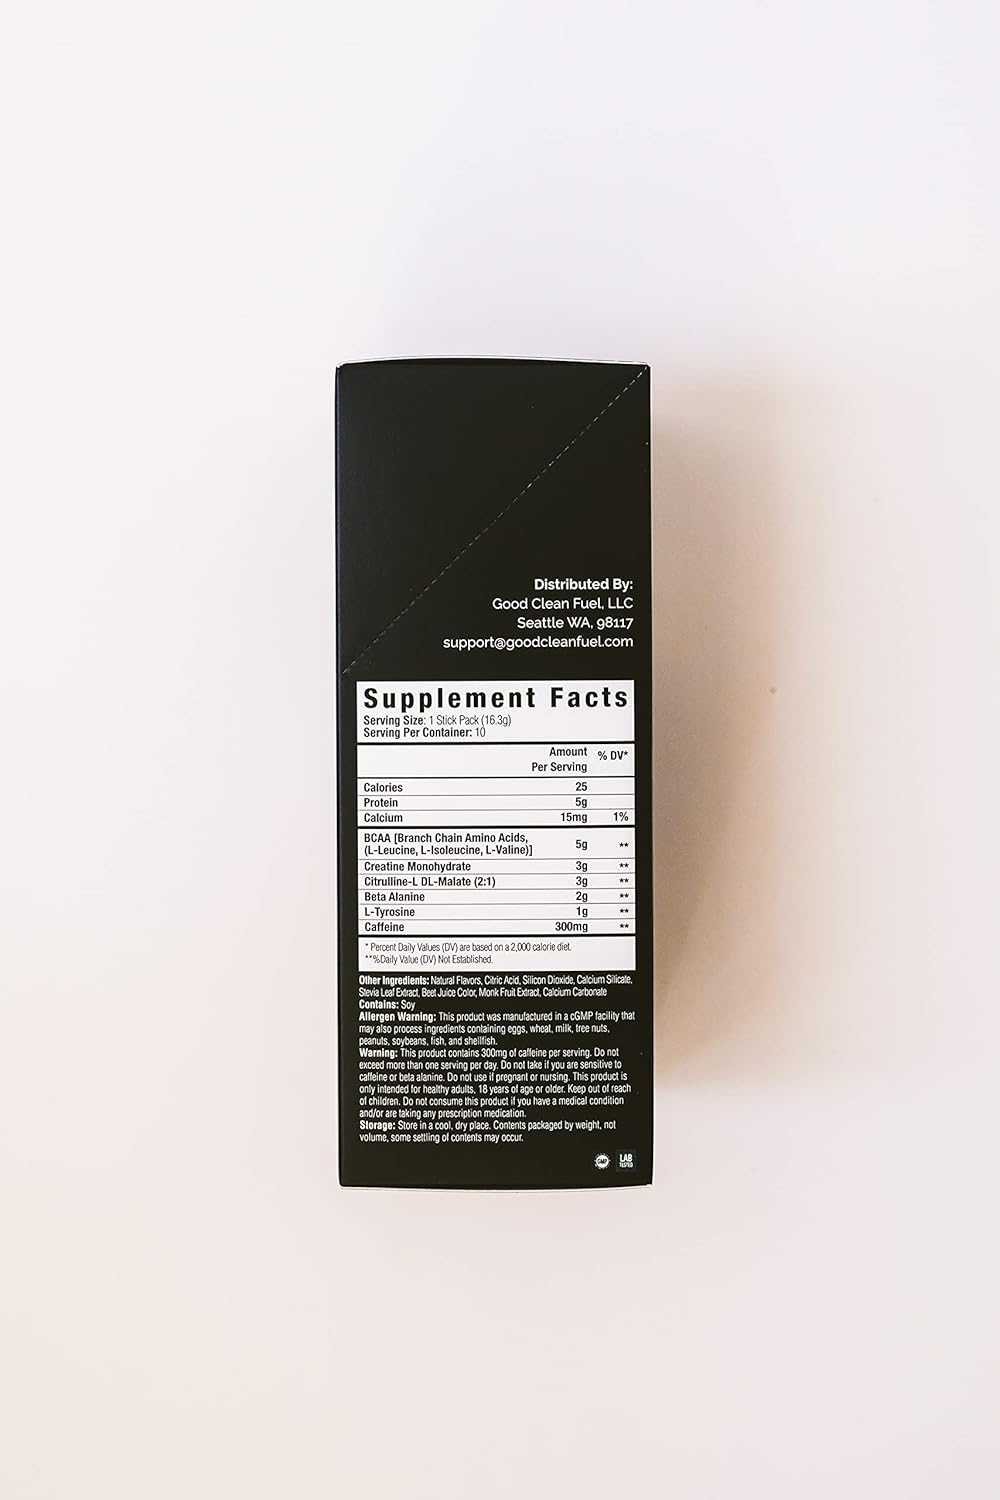 Distributed By:
Good Clean Fuel, LLC
Seattle WA, 98117
support@goodcleanfuel.com
Supplement Facts
Serving Size: 1 Stick Pack (16.3g)
Serving Per Container: 10
Amount Per Serving % DV*
Calories 25
Protein 5g
Calcium 15mg 1%
BCAA [Branch Chain Amino Acids,
(L-Leucine, L-Isoleucine, L-Valine)] 5g **
Creatine Monohydrate 3g **
Citrulline-L DL-Malate (2:1) 3g **
Beta Alanine 2g **
L-Tyrosine 1g **
Caffeine 300mg **
* Percent Daily Values (DV) are based on a 2,000 calorie diet.
**%Daily Value (DV) Not Established.
Other Ingredients: Natural Flavors, Citric Acid, Silicon Dioxide, Calcium Silicate,
Stevia Leaf Extract, Beet Juice Color, Monk Fruit Extract, Calcium Carbonate
Contains: Soy
Allergen Warning: This product was manufactured in a cGMP facility that
may also process ingredients containing eggs, wheat, milk, tree nuts,
peanuts, soybeans, fish, and shellfish.
Warning: This product contains 300mg of caffeine per serving. Do not
exceed more than one serving per day. Do not take if you are sensitive to
caffeine or beta alanine. Do not use if pregnant or nursing. This product is
only intended for healthy adults, 18 years of age or older. Keep out of reach
of children. Do not consume this product if you have a medical condition
and/or are taking any prescription medication.
Storage: Store in a cool, dry place. Contents packaged by weight, not
volume, some settling of contents may occur.
GMP
LAB
TESTED